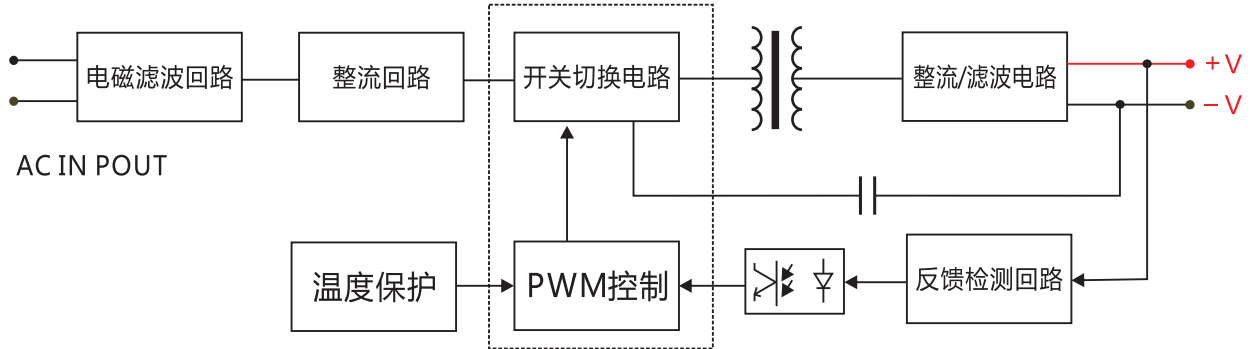 电磁滤波回路
整流回路
开关切换电路
整流/滤波电路
+V
−V
AC IN POUT
温度保护
PWM控制
反馈检测回路